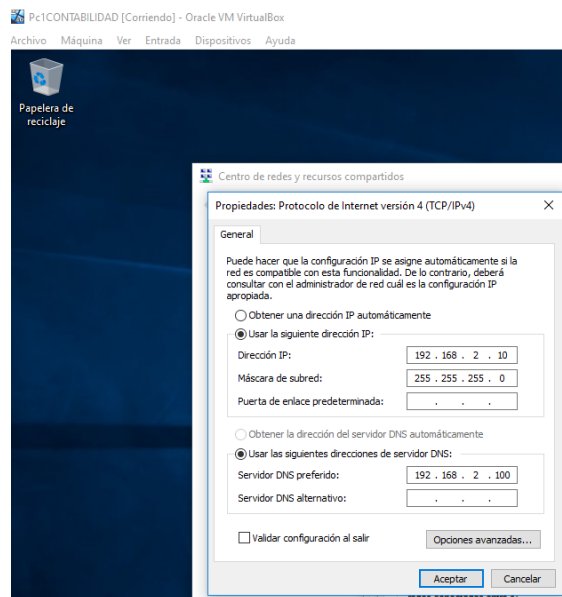 Pc1CONTABILIDAD [Corriendo] - Oracle VM VirtualBox
Archivo Máquina Ver Entrada Dispositivos Ayuda
Papelera de
reciclaje
Centro de redes y recursos compartidos
Propiedades: Protocolo de Internet versión 4 (TCP/IPv4)
General
Puede hacer que la configuración IP se asigne automáticamente si la
red es compatible con esta funcionalidad. De lo contrario, deberá
consultar con el administrador de red cuál es la configuración IP
apropiada.
Obtener una dirección IP automáticamente
Usar la siguiente dirección IP:
Dirección IP: 192 . 168 . 2 . 10
Máscara de subred: 255 . 255 . 255 . 0
Puerta de enlace predeterminada: . . .
Obtener la dirección del servidor DNS automáticamente
Usar las siguientes direcciones de servidor DNS:
Servidor DNS preferido: 192 . 168 . 2 . 100
Servidor DNS alternativo: . . .
Validar configuración al salir
Opciones avanzadas...
Aceptar Cancelar